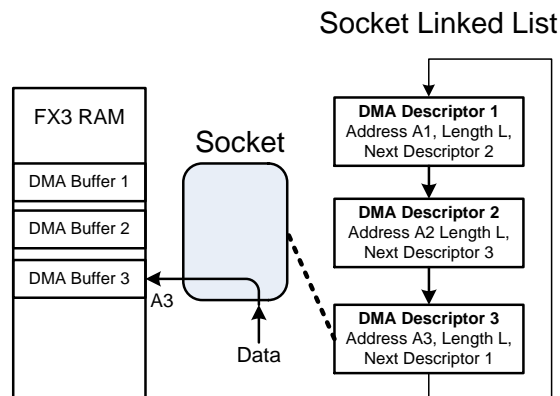 Socket Linked List
FX3 RAM
DMA Buffer 1
DMA Buffer 2
DMA Buffer 3
A3
Socket
Data
DMA Descriptor 1
Address A1, Length L,
Next Descriptor 2
DMA Descriptor 2
Address A2 Length L,
Next Descriptor 3
DMA Descriptor 3
Address A3, Length L,
Next Descriptor 1